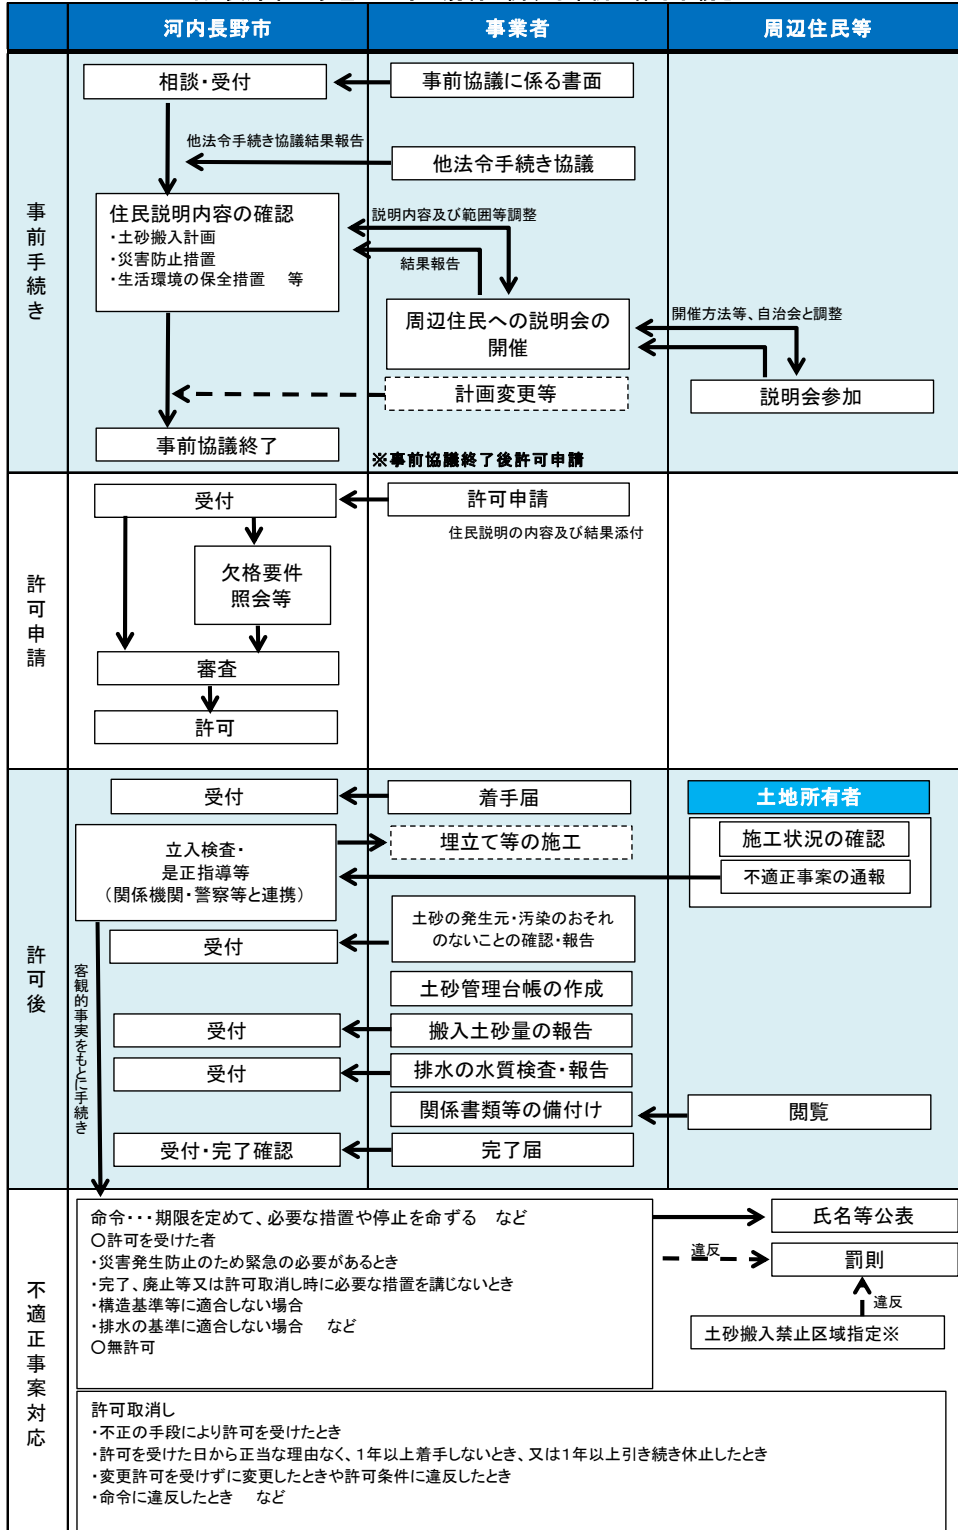 河内長野市
事業者
周辺住民等
事前手続き
相談・受付
事前協議に係る書面
他法令手続き協議結果報告
他法令手続き協議
住民説明内容の確認
・土砂搬入計画
・災害防止措置
・生活環境の保全措置　等
説明内容及び範囲等調整
結果報告
周辺住民への説明会の
開催
開催方法等、自治会と調整
計画変更等
説明会参加
事前協議終了
※事前協議終了後許可申請
許可申請
受付
許可申請
住民説明の内容及び結果添付
欠格要件
照会等
審査
許可
許可後
受付
着手届
土地所有者
立入検査・
是正指導等
（関係機関・警察等と連携）
埋立て等の施工
施工状況の確認
不適正事案の通報
土砂の発生元・汚染のおそれ
のないことの確認・報告
受付
客観的事実をもとに手続き
土砂管理台帳の作成
受付
搬入土砂量の報告
受付
排水の水質検査・報告
関係書類等の備付け
閲覧
受付・完了確認
完了届
不適正事案対応
命令・・・期限を定めて、必要な措置や停止を命ずる　など
〇許可を受けた者
・災害発生防止のため緊急の必要があるとき
・完了、廃止等又は許可取消し時に必要な措置を講じないとき
・構造基準等に適合しない場合
・排水の基準に適合しない場合　など
〇無許可
氏名等公表
違反
罰則
違反
土砂搬入禁止区域指定※
許可取消し
・不正の手段により許可を受けたとき
・許可を受けた日から正当な理由なく、１年以上着手しないとき、又は１年以上引き続き休止したとき
・変更許可を受けずに変更したときや許可条件に違反したとき
・命令に違反したとき　など